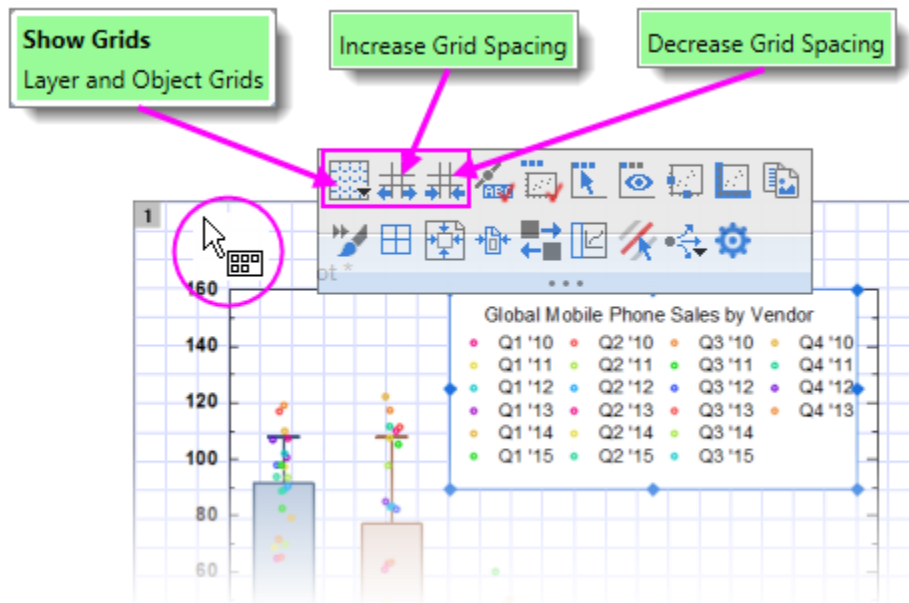 Show Grids
Layer and Object Grids
Increase Grid Spacing
Decrease Grid Spacing
ABC
1
ot *
160
140
120
100
80
60
Global Mobile Phone Sales by Vendor
Q1 '10 Q2 '10 Q3 '10 Q4 '10
Q1 '11 Q2 '11 Q3 '11 Q4 '11
Q1 '12 Q2 '12 Q3 '12 Q4 '12
Q1 '13 Q2 '13 Q3 '13 Q4 '13
Q1 '14 Q2 '14 Q3 '14
Q1 '15 Q2 '15 Q3 '15